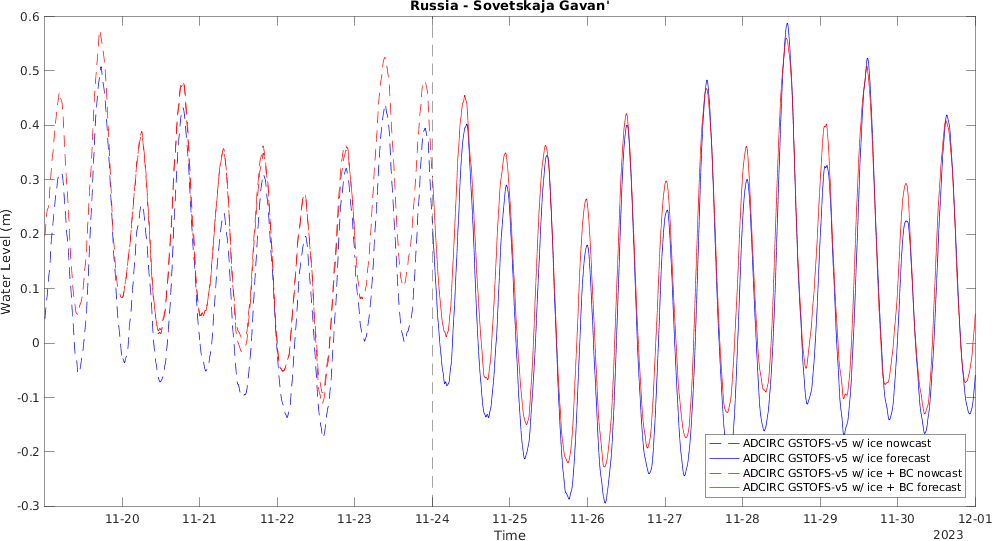 Russia - Sovetskaja Gavan'
0.6
0.5
0.4
0.3
0.2
0.1
0
-0.1
-0.2
-0.3
Water Level (m)
ADCIRC GSTOFS-v5 w/ ice nowcast
ADCIRC GSTOFS-v5 w/ ice forecast
ADCIRC GSTOFS-v5 w/ ice + BC nowcast
ADCIRC GSTOFS-v5 w/ ice + BC forecast
11-20 11-21 11-22 11-23 11-24 11-25 11-26 11-27 11-28 11-29 11-30 12-01
Time
2023